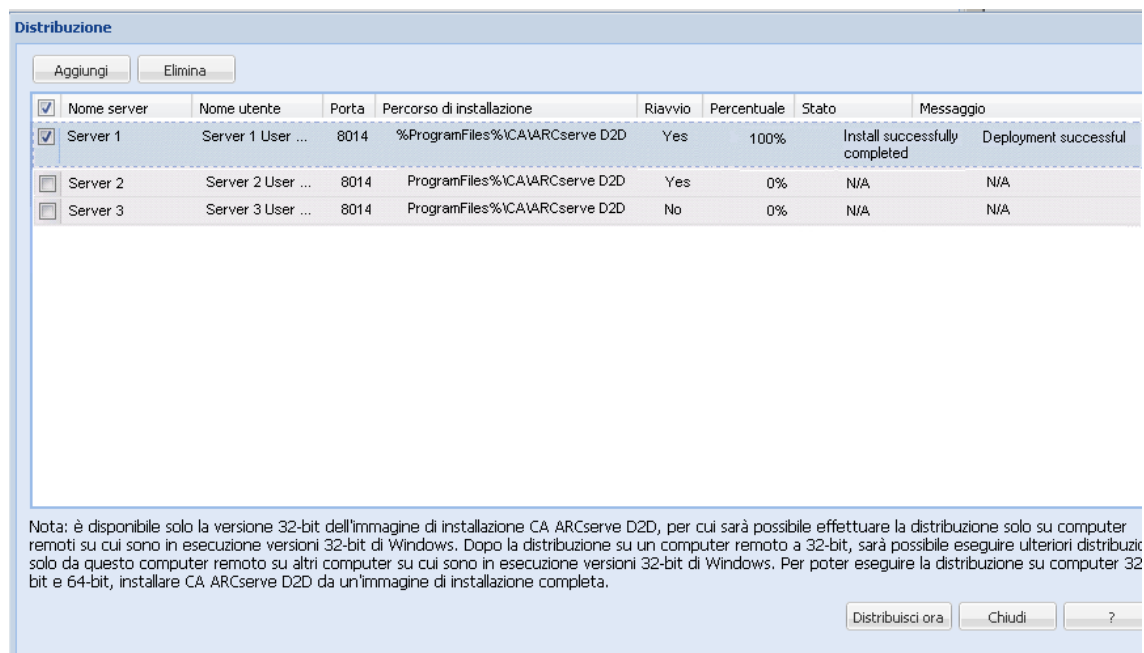 Distribuzione
Aggiungi Elimina
Nome server Nome utente Porta Percorso di installazione Riavvio Percentuale Stato Messaggio
Server 1 Server 1 User ... 8014 %ProgramFiles%\CA\ARCserve D2D Yes 100% Install successfully completed Deployment successful
Server 2 Server 2 User ... 8014 ProgramFiles%\CA\ARCserve D2D Yes 0% N/A N/A
Server 3 Server 3 User ... 8014 ProgramFiles%\CA\ARCserve D2D No 0% N/A N/A
Nota: è disponibile solo la versione 32-bit dell'immagine di installazione CA ARCserve D2D, per cui sarà possibile effettuare la distribuzione solo su computer
remoti su cui sono in esecuzione versioni 32-bit di Windows. Dopo la distribuzione su un computer remoto a 32-bit, sarà possibile eseguire ulteriori distribuzio
solo da questo computer remoto su altri computer su cui sono in esecuzione versioni 32-bit di Windows. Per poter eseguire la distribuzione su computer 32
bit e 64-bit, installare CA ARCserve D2D da un'immagine di installazione completa.
Distribuisci ora Chiudi ?